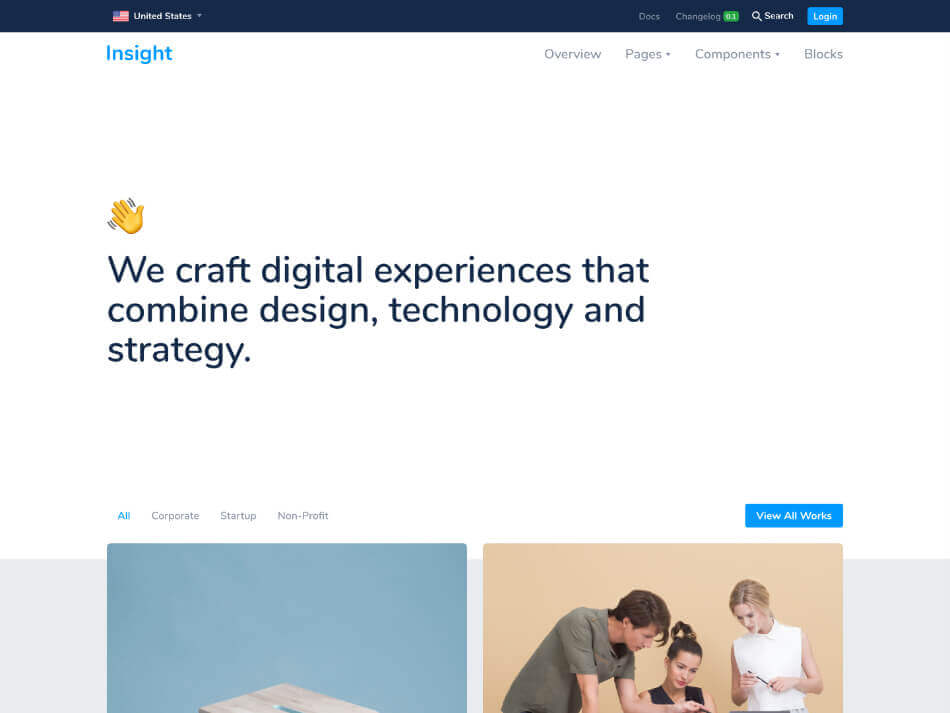 United States
Docs
Changelog 0.1
Search
Login
Insight
Overview
Pages
Components
Blocks
We craft digital experiences that
combine design, technology and
strategy.
All
Corporate
Startup
Non-Profit
View All Works